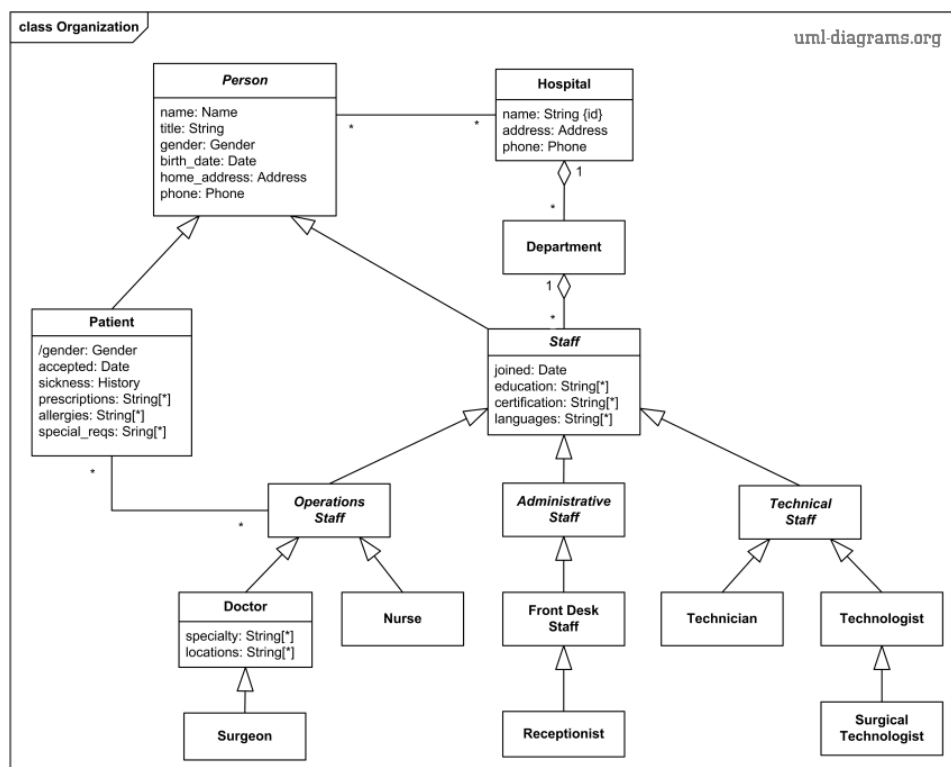 class Organization
uml-diagrams.org
Person
name: Name
title: String
gender: Gender
birth_date: Date
home_address: Address
phone: Phone
*
*
Hospital
name: String {id}
address: Address
phone: Phone
1
*
Department
1
*
Patient
/gender: Gender
accepted: Date
sickness: History
prescriptions: String[*]
allergies: String[*]
special_reqs: Sring[*]
*
*
Staff
joined: Date
education: String[*]
certification: String[*]
languages: String[*]
Operations
Staff
Administrative
Staff
Technical
Staff
Doctor
specialty: String[*]
locations: String[*]
Nurse
Front Desk
Staff
Technician
Technologist
Surgeon
Receptionist
Surgical
Technologist